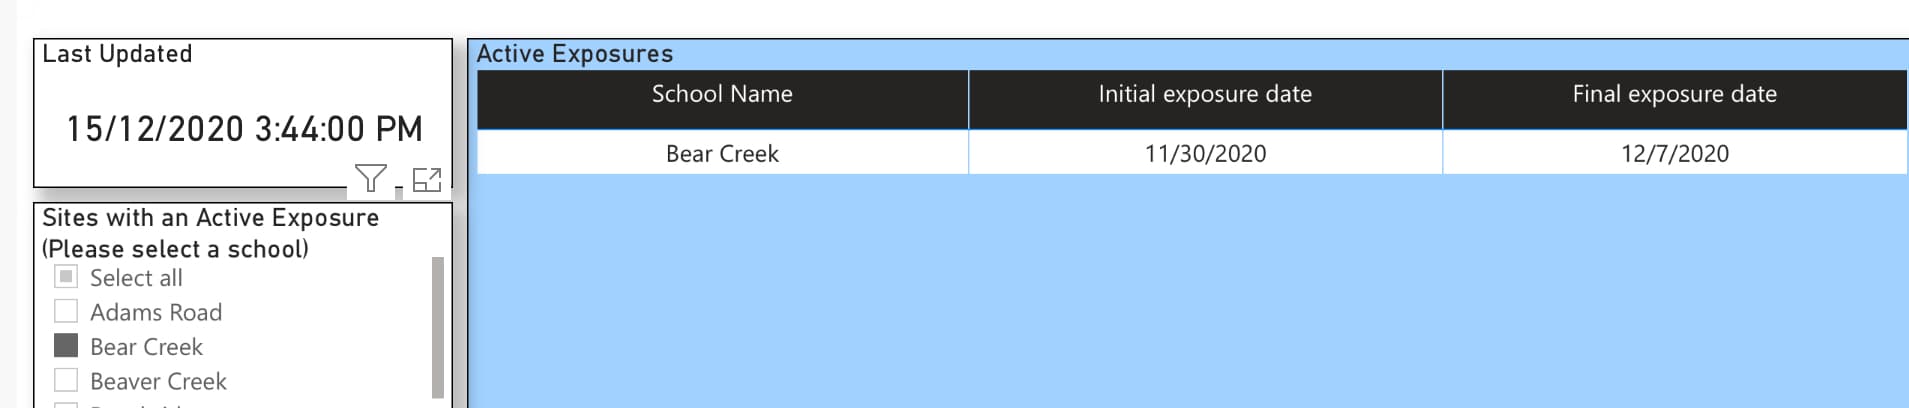 Last Updated
15/12/2020 3:44:00 PM
Sites with an Active Exposure
(Please select a school)
Select all
Adams Road
Bear Creek
Beaver Creek
Active Exposures
School Name Initial exposure date Final exposure date
Bear Creek 11/30/2020 12/7/2020